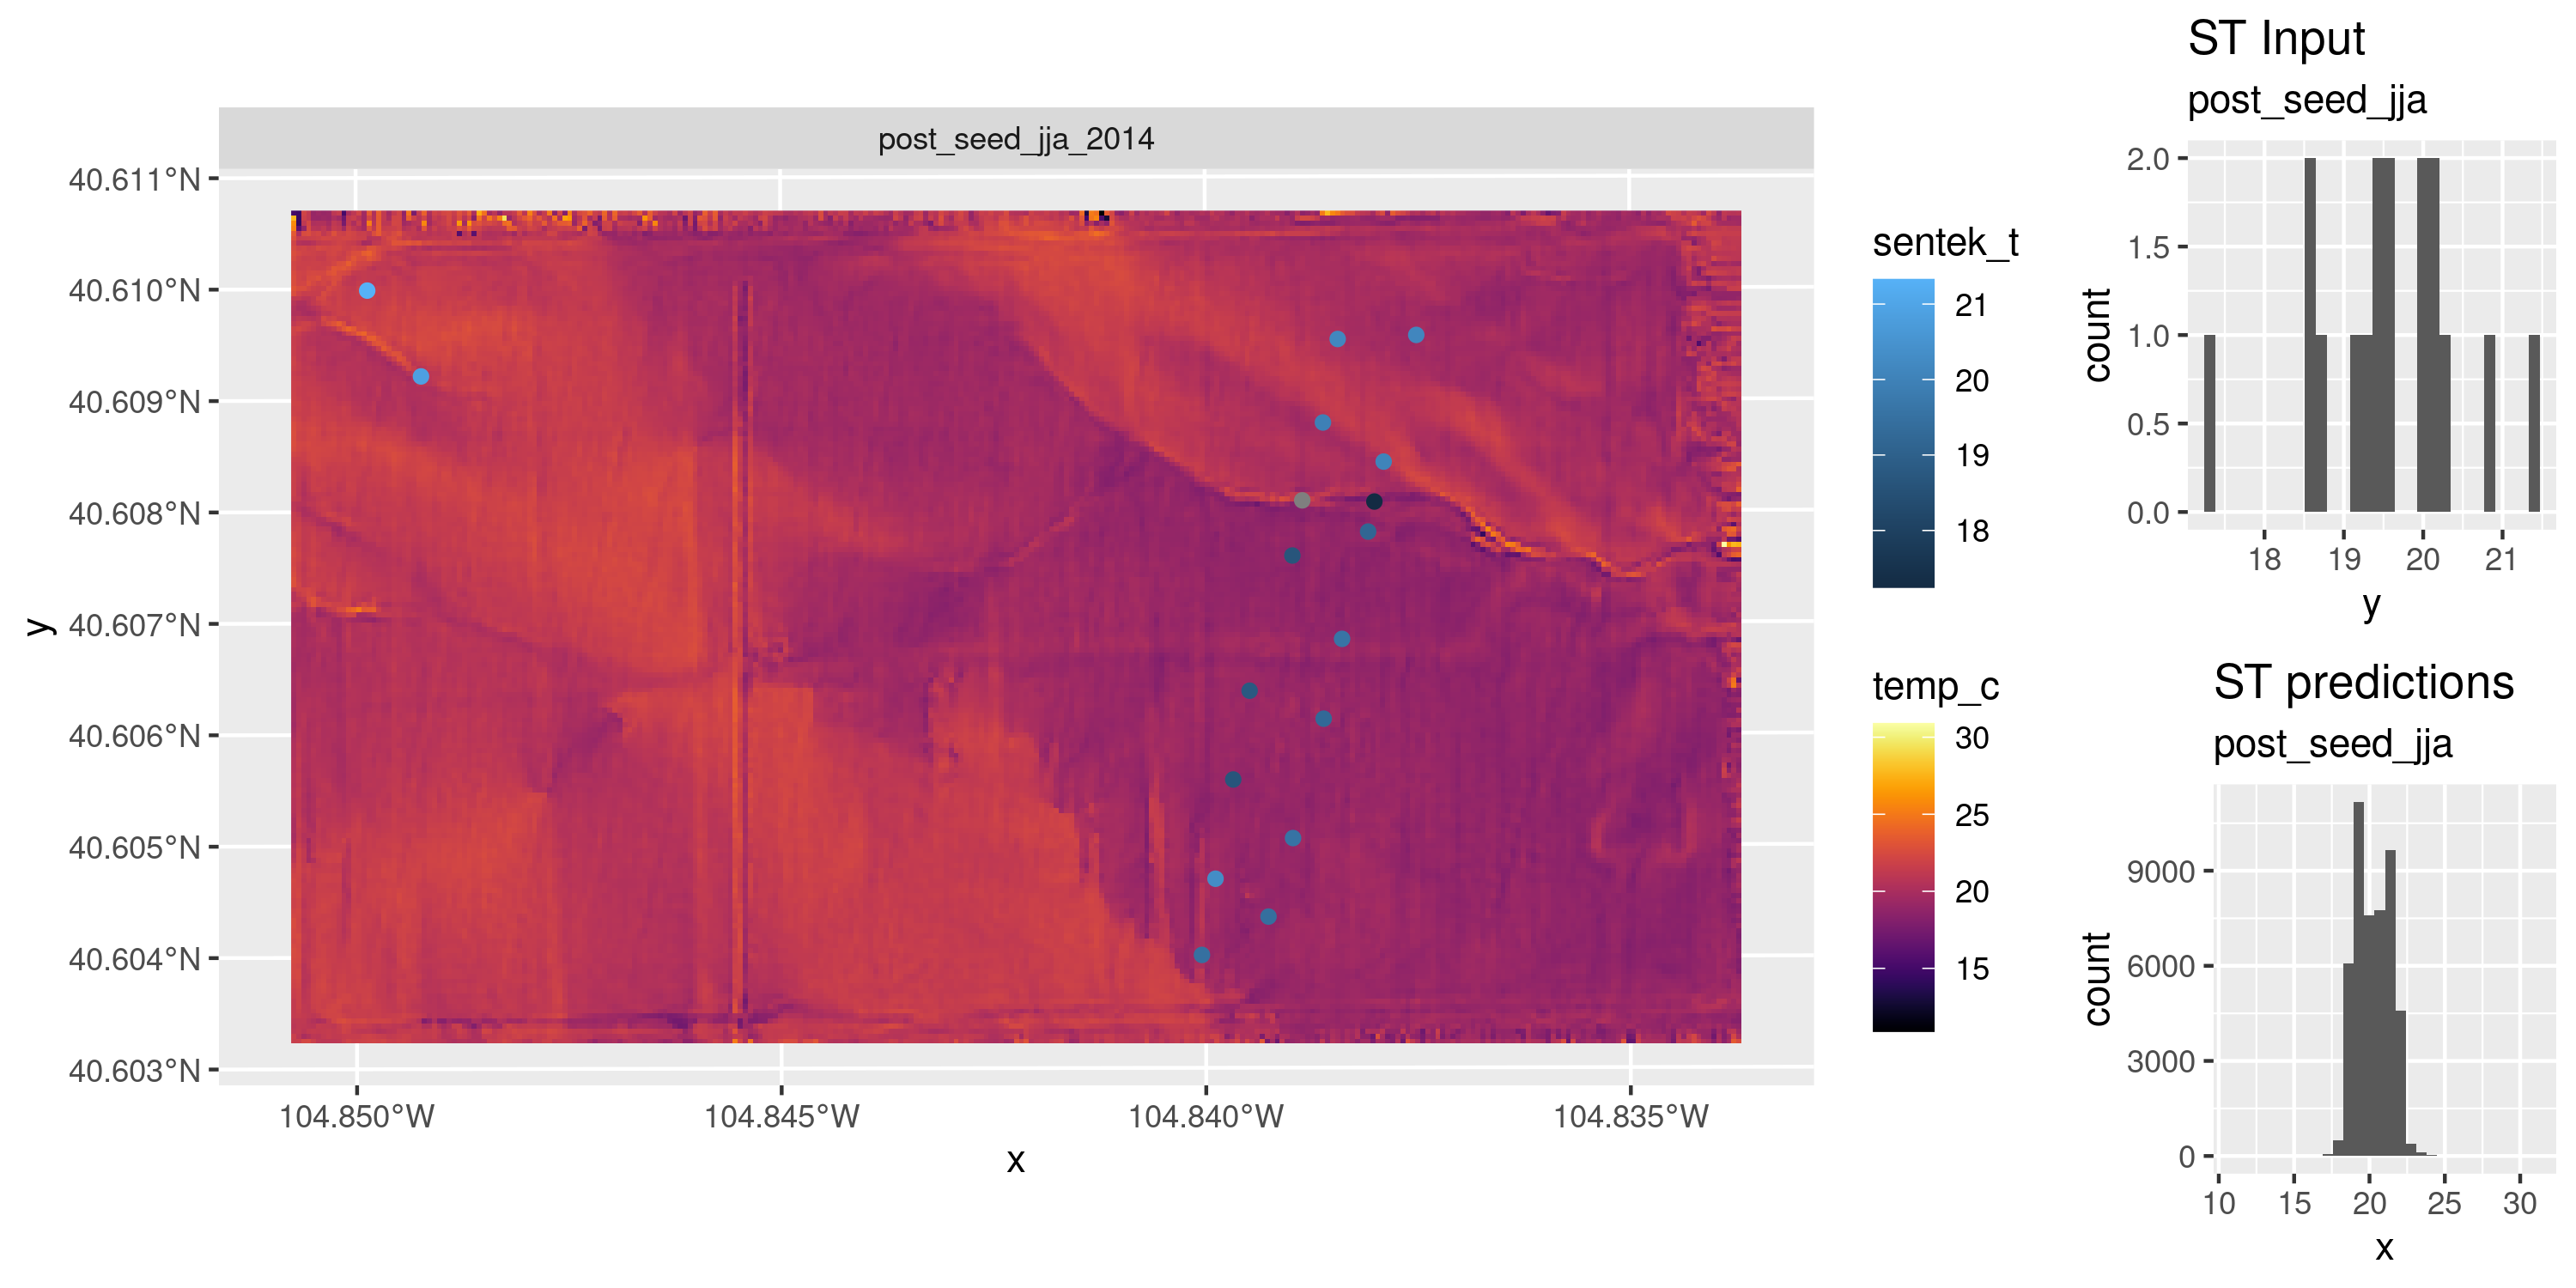 post_seed_jja_2014
40.611°N
40.610°N
40.609°N
40.608°N
40.607°N
40.606°N
40.605°N
40.604°N
40.603°N
y
104.850°W 104.845°W 104.840°W 104.835°W
x
sentek_t
21
20
19
18
temp_c
30
25
20
15
ST Input
post_seed_jja
2.0
1.5
1.0
0.5
0.0
count
18 19 20 21
y
ST predictions
post_seed_jja
9000
6000
3000
0
count
10 15 20 25 30
x